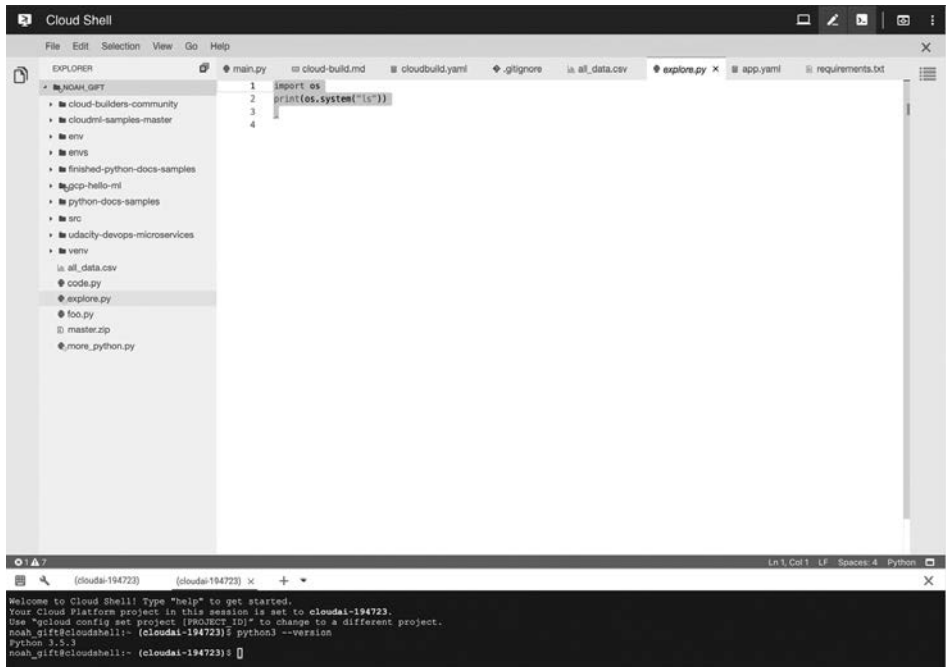 Cloud Shell
File Edit Selection View Go Help
EXPLORER
main.py cloud-build.md cloudbuild.yaml .gitignore all_data.csv explore.py app.yaml requirements.txt
NOAH_GIFT
cloud-builders-community
cloudml-samples-master
env
envs
finished-python-docs-samples
gcp-hello-ml
python-docs-samples
src
udacity-devops-microservices
venv
all_data.csv
code.py
explore.py
foo.py
master.zip
more_python.py
1 import os
2 print(os.system("ls"))
3
4
1 7 Ln 1, Col 1 LF Spaces: 4 Python
(cloudai-194723) (cloudai-194723)
Welcome to Cloud Shell! Type "help" to get started.
Your Cloud Platform project in this session is set to cloudai-194723.
Use "gcloud config set project [PROJECT_ID]" to change to a different project.
noah_gift@cloudshell:~ (cloudai-194723)$ python3 --version
Python 3.5.3
noah_gift@cloudshell:~ (cloudai-194723)$